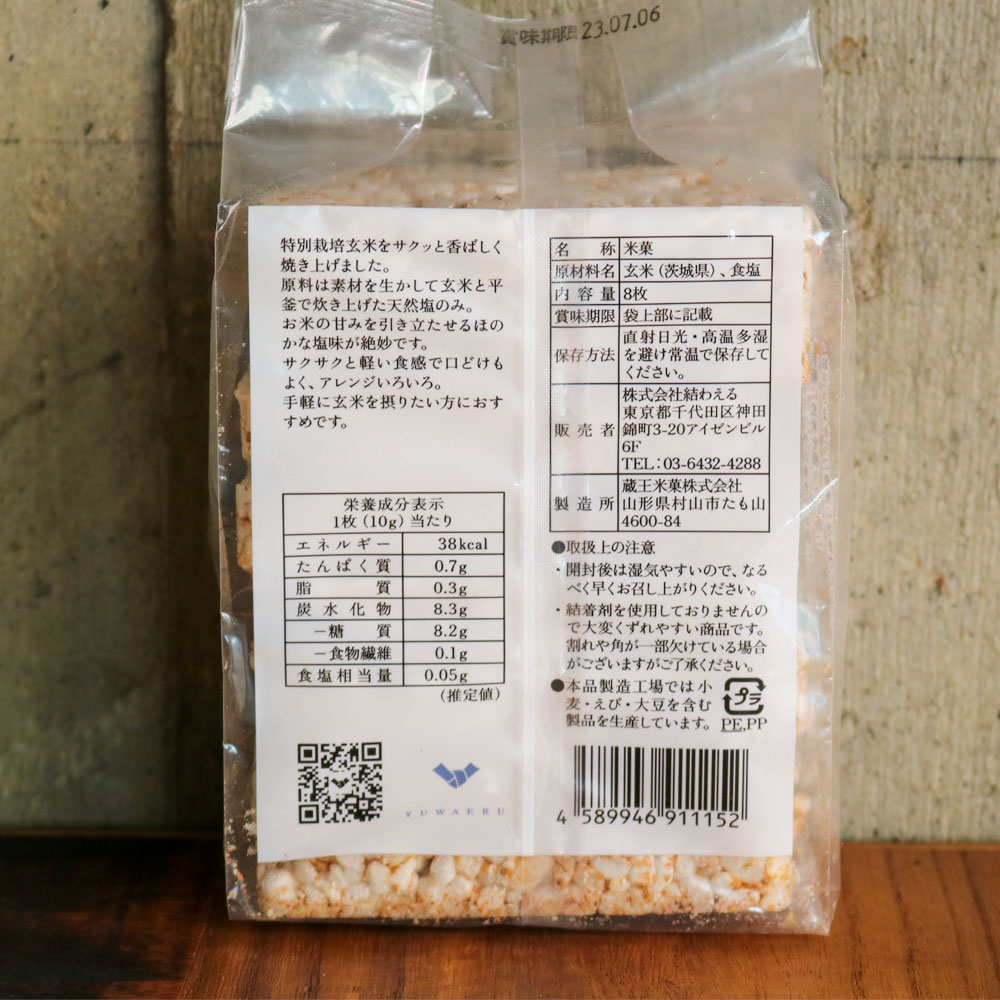 賞味期限 23.07.06
特別栽培玄米をサクッと香ばしく
焼き上げました。
原料は素材を生かして玄米と平
釜で炊き上げた天然塩のみ。
お米の甘みを引き立たせるほの
かな塩味が絶妙です。
サクサクと軽い食感で口どけも
よく、アレンジいろいろ。
手軽に玄米を摂りたい方におす
すめです。
栄養成分表示
1枚(10g)当たり
エネルギー 38kcal
たんぱく質 0.7g
脂質 0.3g
炭水化物 8.3g
－糖質 8.2g
－食物繊維 0.1g
食塩相当量 0.05g
(推定値)
YUWAERU
名称 米菓
原材料名 玄米(茨城県)、食塩
内容量 8枚
賞味期限 袋上部に記載
保存方法 直射日光・高温多湿
を避け常温で保存して
ください。
販売者 株式会社結わえる
東京都千代田区神田
錦町3-20アイゼンビル
6F
TEL:03-6432-4288
製造所 蔵王米菓株式会社
山形県村山市たも山
4600-84
●取扱上の注意
・開封後は湿気やすいので、なる
べく早くお召し上がりください。
・結着剤を使用しておりませんの
で大変くずれやすい商品です。
割れや角が一部欠けている場合
がございますがご了承ください。
●本品製造工場では小
麦・えび・大豆を含む
製品を生産しています。
プラ
PE,PP
4 589946 911152